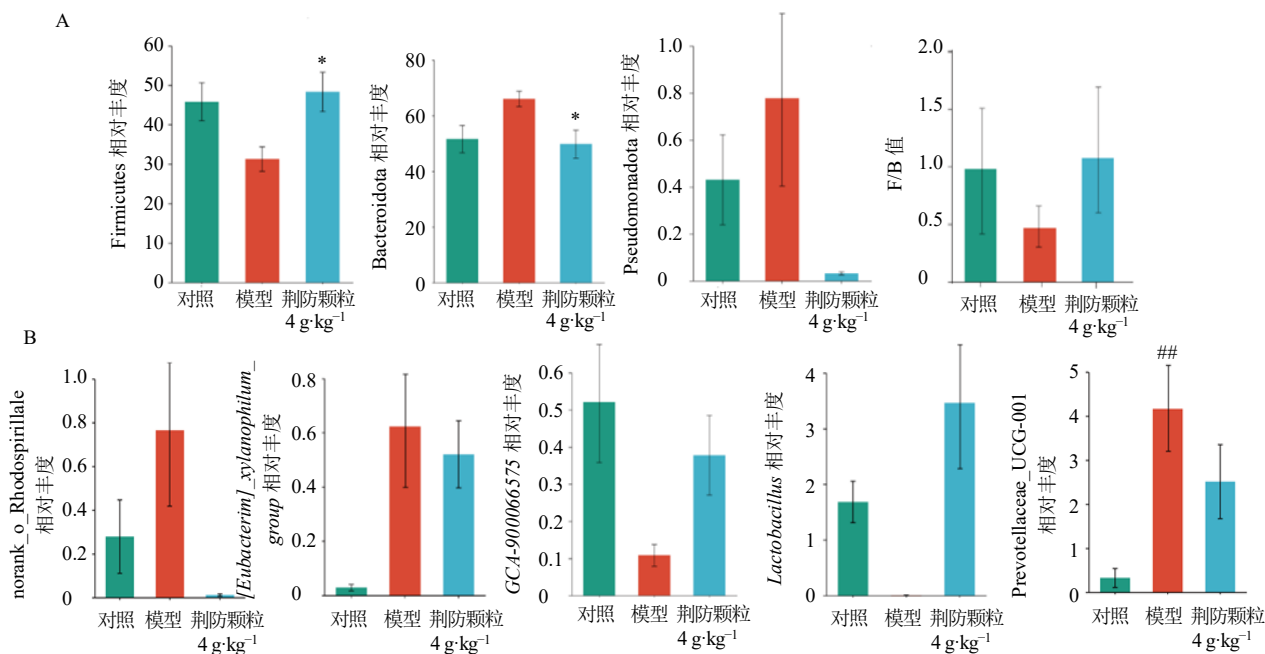 A
Firmicutes 相对丰度
60
50
40
30
20
10
0
*
对照 模型 荆防颗粒
4 g·kg⁻¹
Bacteroidota 相对丰度
80
60
40
20
0
*
对照 模型 荆防颗粒
4 g·kg⁻¹
Pseudomonadota 相对丰度
1.0
0.8
0.6
0.4
0.2
0
对照 模型 荆防颗粒
4 g·kg⁻¹
F/B 值
2.0
1.5
1.0
0.5
0
对照 模型 荆防颗粒
4 g·kg⁻¹
B
norank_o_Rhodospirillale
相对丰度
1.0
0.8
0.6
0.4
0.2
0
对照 模型 荆防颗粒
4 g·kg⁻¹
[Eubacterim]_xylanophilum_
group 相对丰度
0.8
0.6
0.4
0.2
0
对照 模型 荆防颗粒
4 g·kg⁻¹
GCA-900066575 相对丰度
0.6
0.5
0.4
0.3
0.2
0.1
0
对照 模型 荆防颗粒
4 g·kg⁻¹
Lactobacillus 相对丰度
4
3
2
1
0
对照 模型 荆防颗粒
4 g·kg⁻¹
Prevotellaceae_UCG-001
相对丰度
5
4
3
2
1
0
##
对照 模型 荆防颗粒
4 g·kg⁻¹